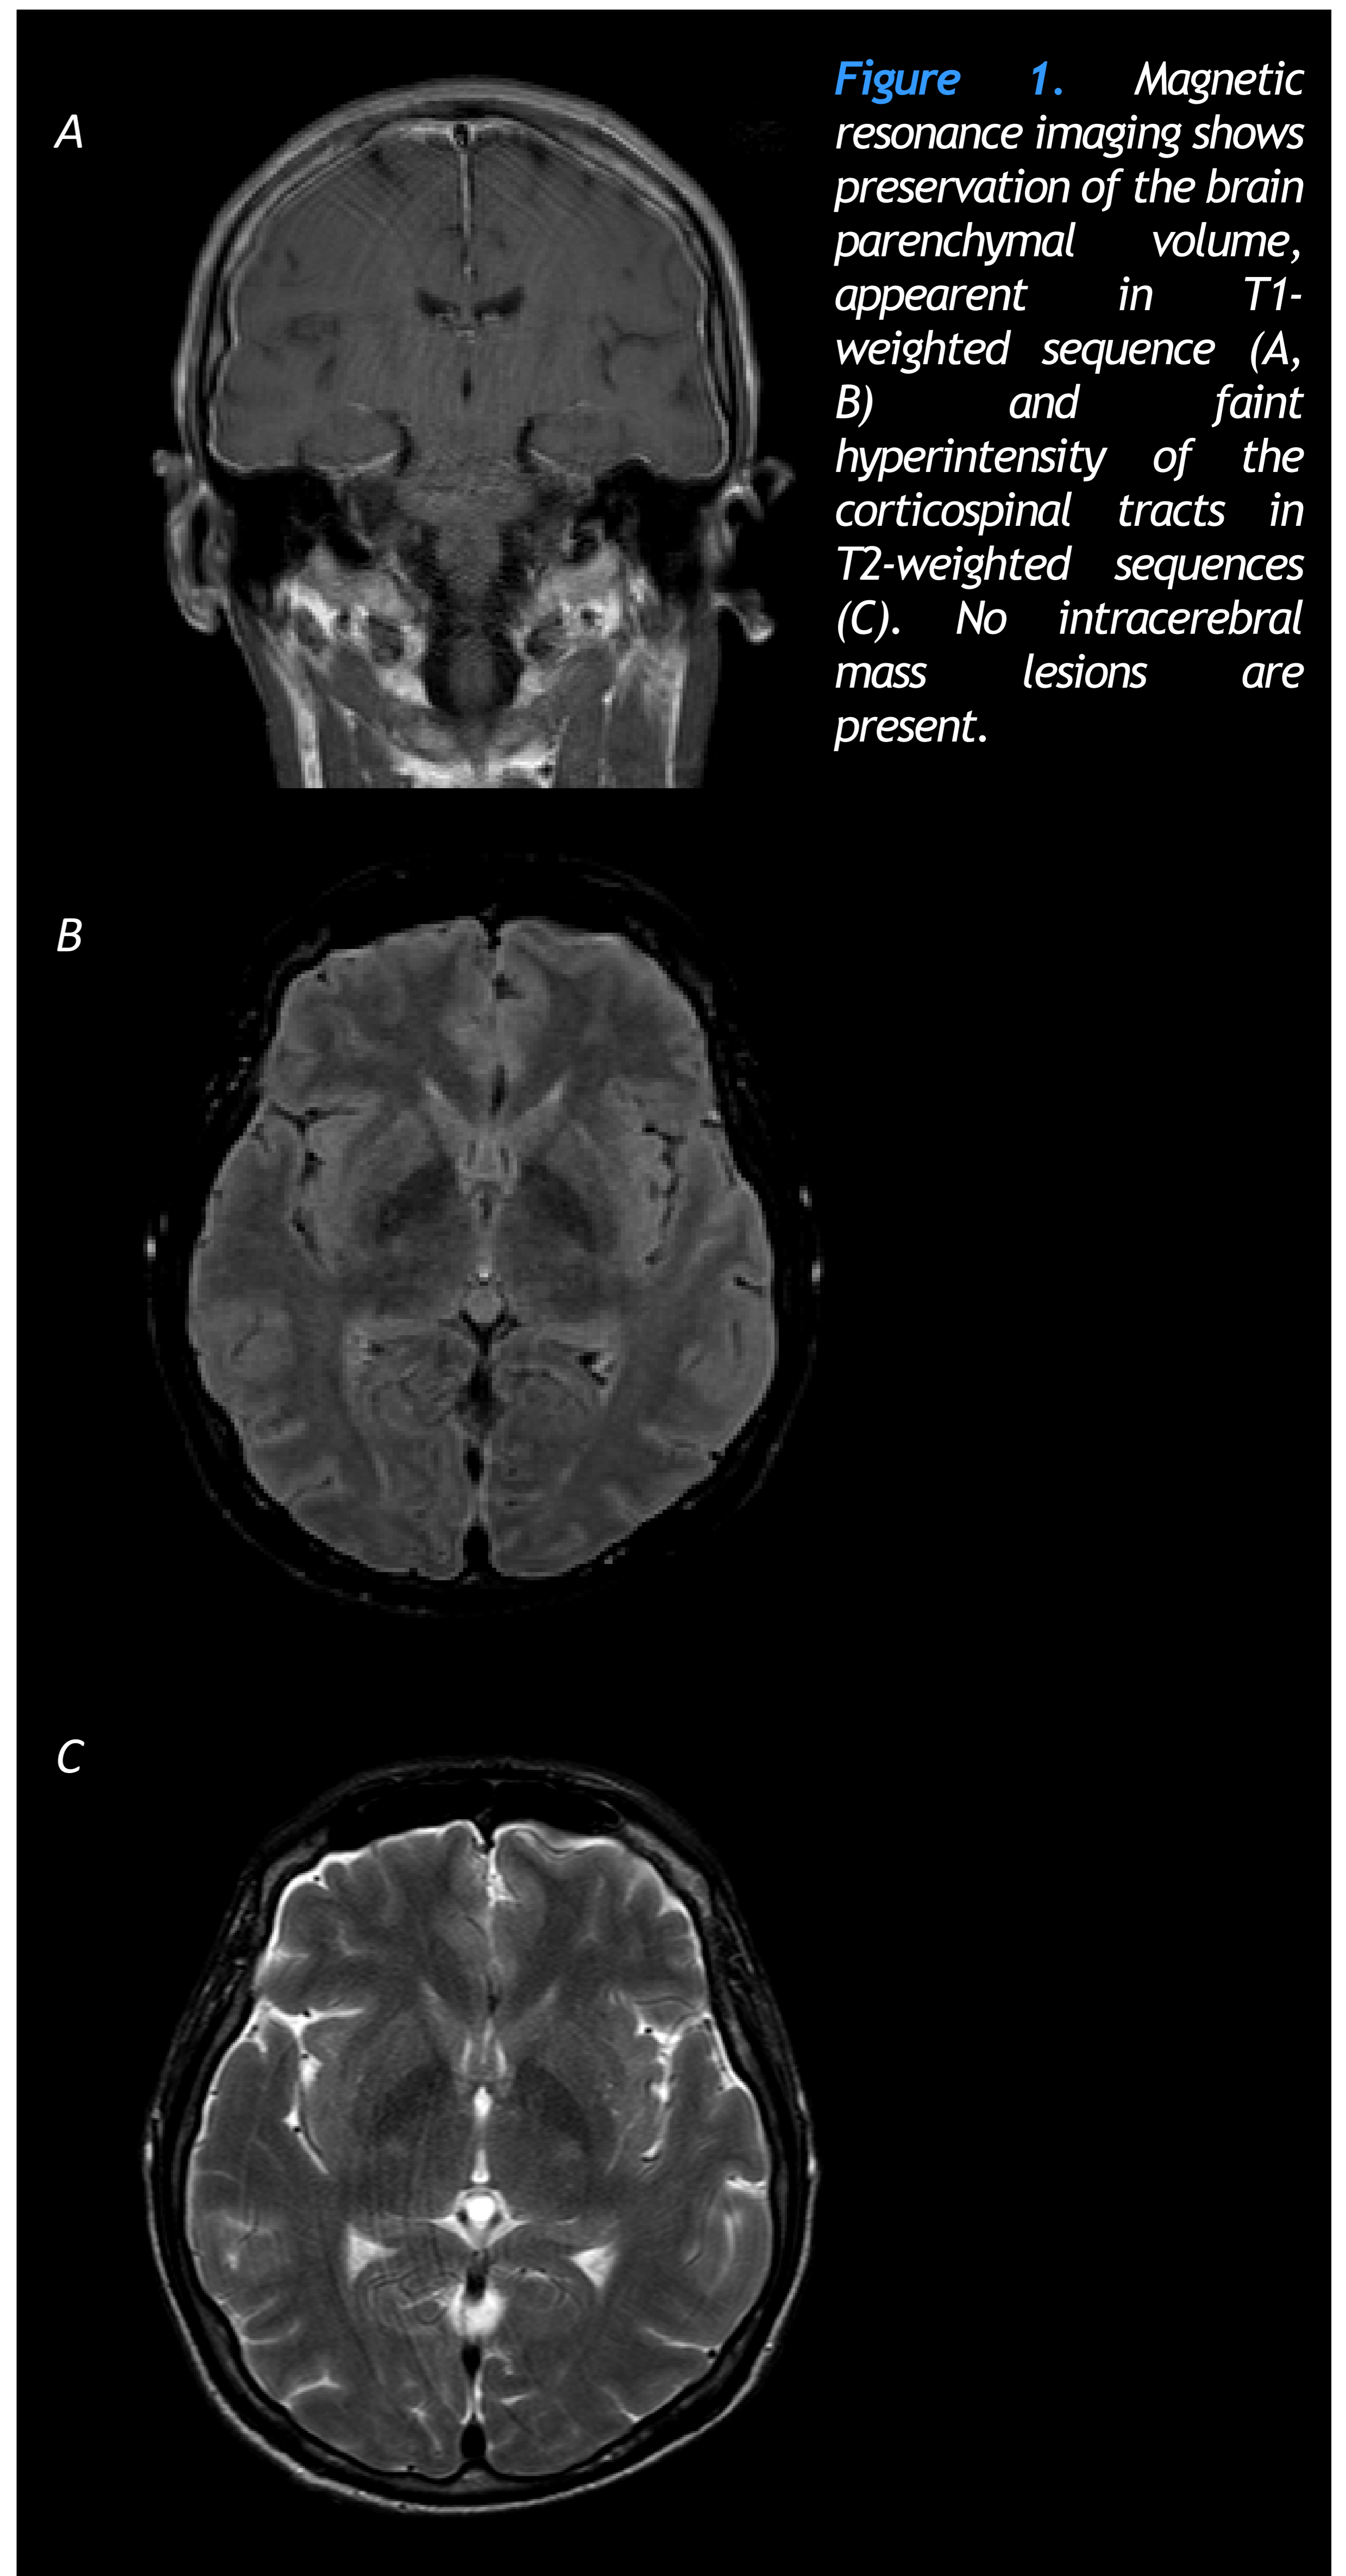 A
Figure 1. Magnetic
resonance imaging shows
preservation of the brain
parenchymal volume,
appearent in T1-
weighted sequence (A,
B) and faint
hyperintensity of the
corticospinal tracts in
T2-weighted sequences
(C). No intracerebral
mass lesions are
present.
B
C